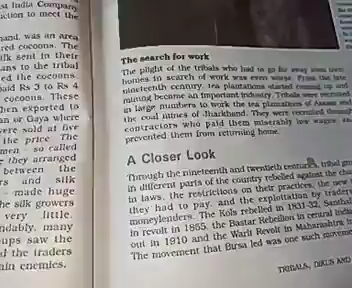 st India Company
ction to meet the
hand, was an area
red cocoons. The
silk sent in their
ans to the tribal
ed the cocoons.
paid Rs 3 to Rs 4
cocoons. These
hen exported to
an or Gaya where
were sold at five
the price. The
men - so called
they arranged
between the
rs and silk
- made huge
he silk growers
very little.
ndably, many
oups saw the
d the traders
ain enemies.
The search for work
The plight of the tribals who had to go far away from their
homes in search of work was even worse. From the late
nineteenth century, tea plantations started coming up and
mining became an important industry. Tribals were recruited
in large numbers to work the tea plantations of Assam and
the coal mines of Jharkhand. They were recruited through
contractors who paid them miserably low wages, and
prevented them from returning home.
A Closer Look
Through the nineteenth and twentieth centuries, tribal gro
in different parts of the country rebelled against the cha
in laws, the restrictions on their practices, the new
they had to pay, and the exploitation by traders
moneylenders. The Kols rebelled in 1831-32, Santhal
in revolt in 1855, the Bastar Rebellion in central India
out in 1910 and the Warli Revolt in Maharashtra in
The movement that Birsa led was one such moveme
TRIBALS, DIKUS AND